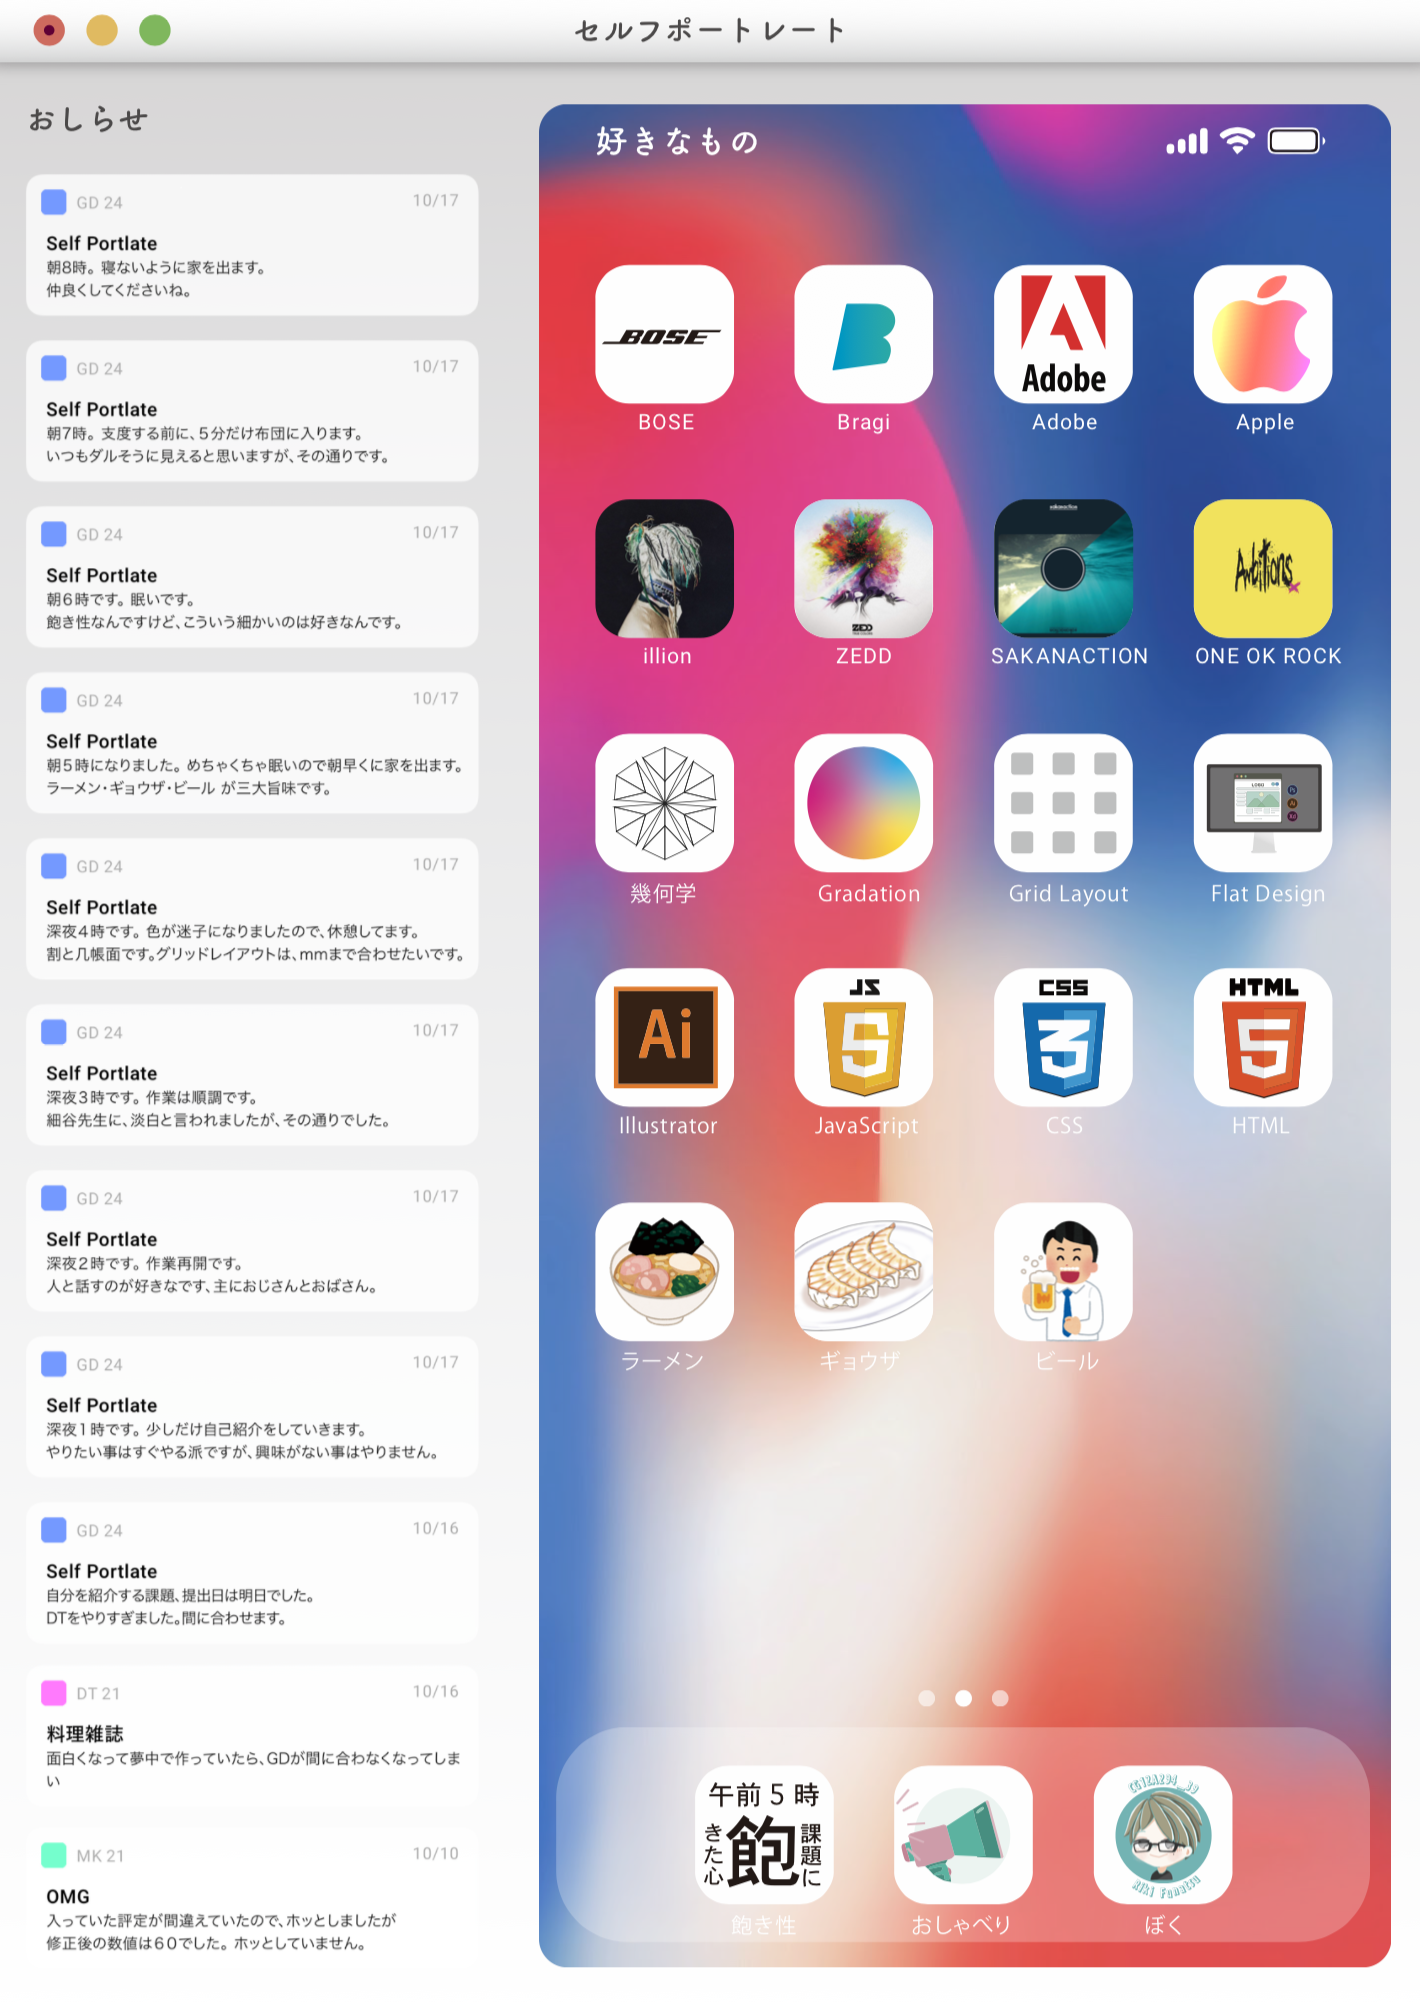 セルフポートレート
おしらせ
GD 24
10/17
Self Portlate
朝8時。寝ないように家を出ます。
仲良くしてくださいね。
GD 24
10/17
Self Portlate
朝7時。支度する前に、5分だけ布団に入ります。
いつもダルそうに見えると思いますが、その通りです。
GD 24
10/17
Self Portlate
朝6時です。眠いです。
飽き性なんですけど、こういう細かいのは好きなんです。
GD 24
10/17
Self Portlate
朝5時になりました。めちゃくちゃ眠いので朝早くに家を出ます。
ラーメン・ギョウザ・ビール が三大旨味です。
GD 24
10/17
Self Portlate
深夜4時です。色が迷子になりましたので、休憩してます。
割と几帳面です。グリッドレイアウトは、mmまで合わせたいです。
GD 24
10/17
Self Portlate
深夜3時です。作業は順調です。
細谷先生に、淡白と言われましたが、その通りでした。
GD 24
10/17
Self Portlate
深夜2時です。作業再開です。
人と話すのが好きなです、主におじさんとおばさん。
GD 24
10/17
Self Portlate
深夜1時です。少しだけ自己紹介をしていきます。
やりたい事はすぐやる派ですが、興味がない事はやりません。
GD 24
10/16
Self Portlate
自分を紹介する課題、提出日は明日でした。
DTをやりすぎました。間に合わせます。
DT 21
10/16
料理雑誌
面白くなって夢中で作っていたら、GDが間に合わなくなってしま
い
MK 21
10/10
OMG
入っていた評定が間違えていたので、ホッとしましたが
修正後の数値は60でした。ホッとしていません。
好きなもの
BOSE
Adobe
BOSE
Bragi
Adobe
Apple
ZEDD
sakanaction
Ambitions
illion
ZEDD
SAKANACTION
ONE OK ROCK
LOGO
幾何学
Gradation
Grid Layout
Flat Design
Ai
JS
CSS
3
HTML
5
Illustrator
JavaScript
CSS
HTML
ラーメン
ギョウザ
ビール
午前5時
課題に
飽
きた心
飽き性
おしゃべり
ぼく